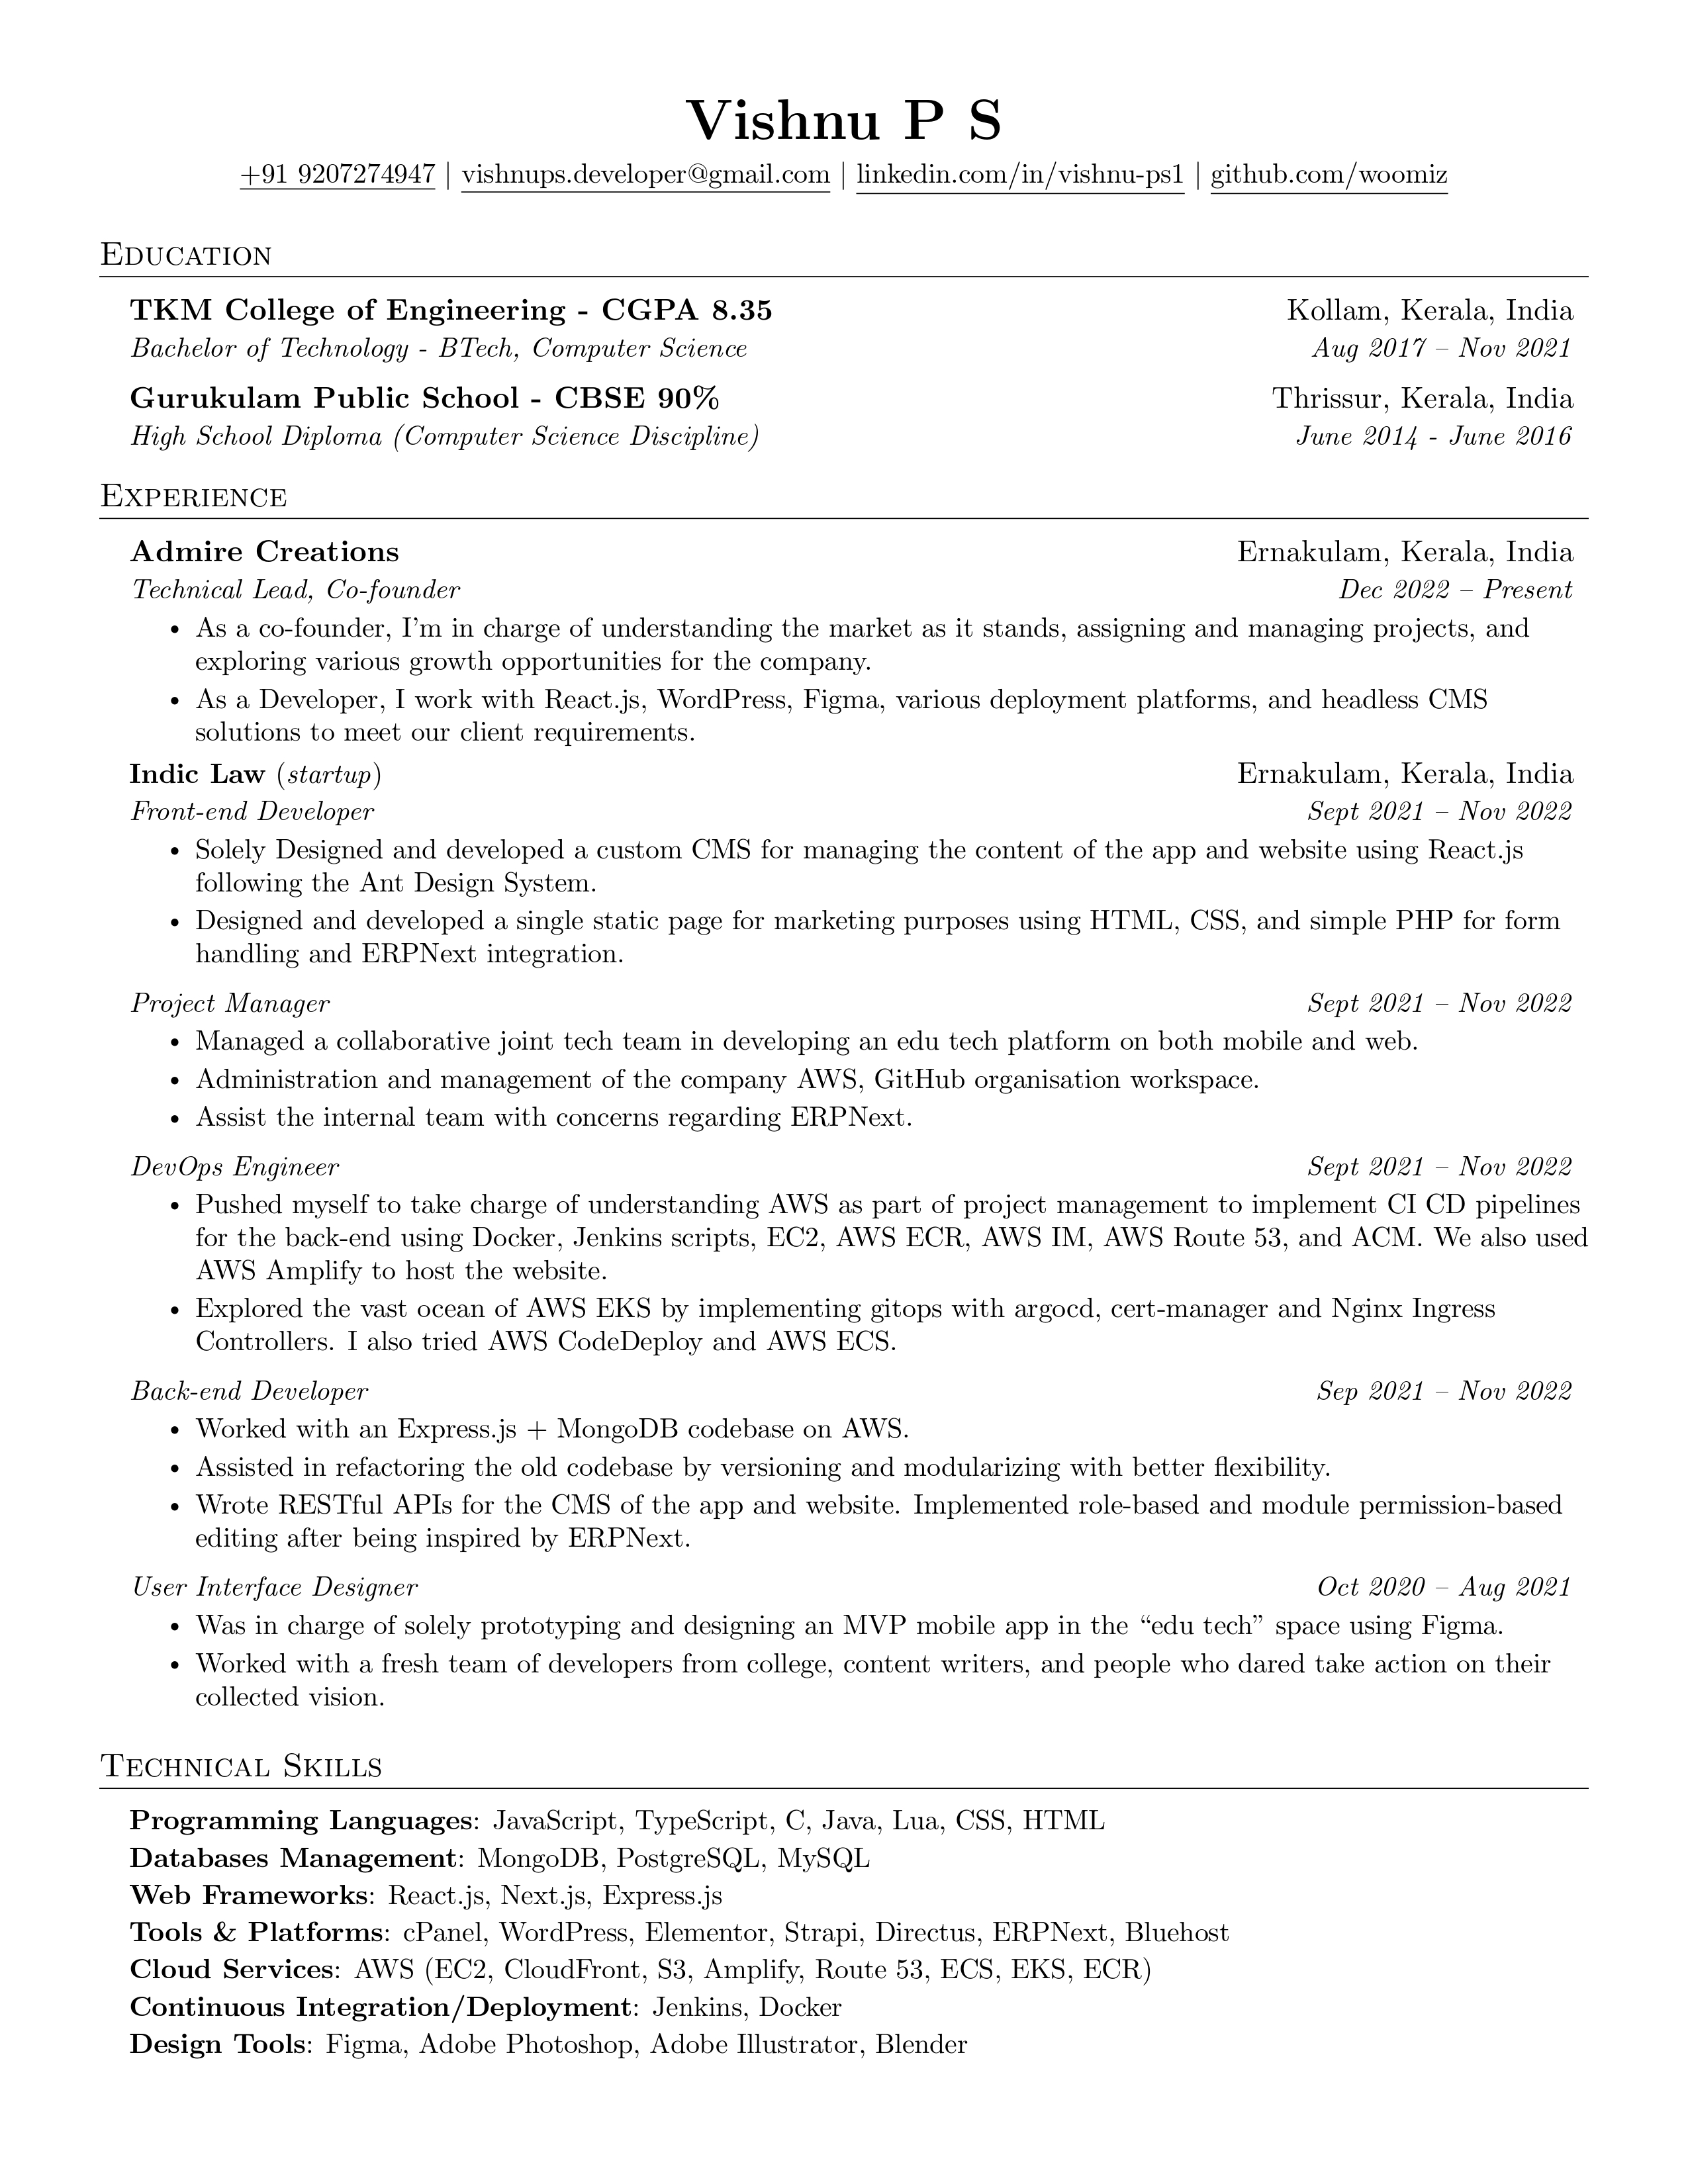 Vishnu P S
+91 9207274947 | vishnups.developer@gmail.com | linkedin.com/in/vishnu-ps1 | github.com/woomiz
Education
TKM College of Engineering - CGPA 8.35 Kollam, Kerala, India
Bachelor of Technology - BTech, Computer Science Aug 2017 – Nov 2021
Gurukulam Public School - CBSE 90% Thrissur, Kerala, India
High School Diploma (Computer Science Discipline) June 2014 - June 2016
Experience
Admire Creations Ernakulam, Kerala, India
Technical Lead, Co-founder Dec 2022 – Present
• As a co-founder, I'm in charge of understanding the market as it stands, assigning and managing projects, and
exploring various growth opportunities for the company.
• As a Developer, I work with React.js, WordPress, Figma, various deployment platforms, and headless CMS
solutions to meet our client requirements.
Indic Law (startup) Ernakulam, Kerala, India
Front-end Developer Sept 2021 – Nov 2022
• Solely Designed and developed a custom CMS for managing the content of the app and website using React.js
following the Ant Design System.
• Designed and developed a single static page for marketing purposes using HTML, CSS, and simple PHP for form
handling and ERPNext integration.
Project Manager Sept 2021 – Nov 2022
• Managed a collaborative joint tech team in developing an edu tech platform on both mobile and web.
• Administration and management of the company AWS, GitHub organisation workspace.
• Assist the internal team with concerns regarding ERPNext.
DevOps Engineer Sept 2021 – Nov 2022
• Pushed myself to take charge of understanding AWS as part of project management to implement CI CD pipelines
for the back-end using Docker, Jenkins scripts, EC2, AWS ECR, AWS IM, AWS Route 53, and ACM. We also used
AWS Amplify to host the website.
• Explored the vast ocean of AWS EKS by implementing gitops with argocd, cert-manager and Nginx Ingress
Controllers. I also tried AWS CodeDeploy and AWS ECS.
Back-end Developer Sep 2021 – Nov 2022
• Worked with an Express.js + MongoDB codebase on AWS.
• Assisted in refactoring the old codebase by versioning and modularizing with better flexibility.
• Wrote RESTful APIs for the CMS of the app and website. Implemented role-based and module permission-based
editing after being inspired by ERPNext.
User Interface Designer Oct 2020 – Aug 2021
• Was in charge of solely prototyping and designing an MVP mobile app in the “edu tech” space using Figma.
• Worked with a fresh team of developers from college, content writers, and people who dared take action on their
collected vision.
Technical Skills
Programming Languages: JavaScript, TypeScript, C, Java, Lua, CSS, HTML
Databases Management: MongoDB, PostgreSQL, MySQL
Web Frameworks: React.js, Next.js, Express.js
Tools & Platforms: cPanel, WordPress, Elementor, Strapi, Directus, ERPNext, Bluehost
Cloud Services: AWS (EC2, CloudFront, S3, Amplify, Route 53, ECS, EKS, ECR)
Continuous Integration/Deployment: Jenkins, Docker
Design Tools: Figma, Adobe Photoshop, Adobe Illustrator, Blender